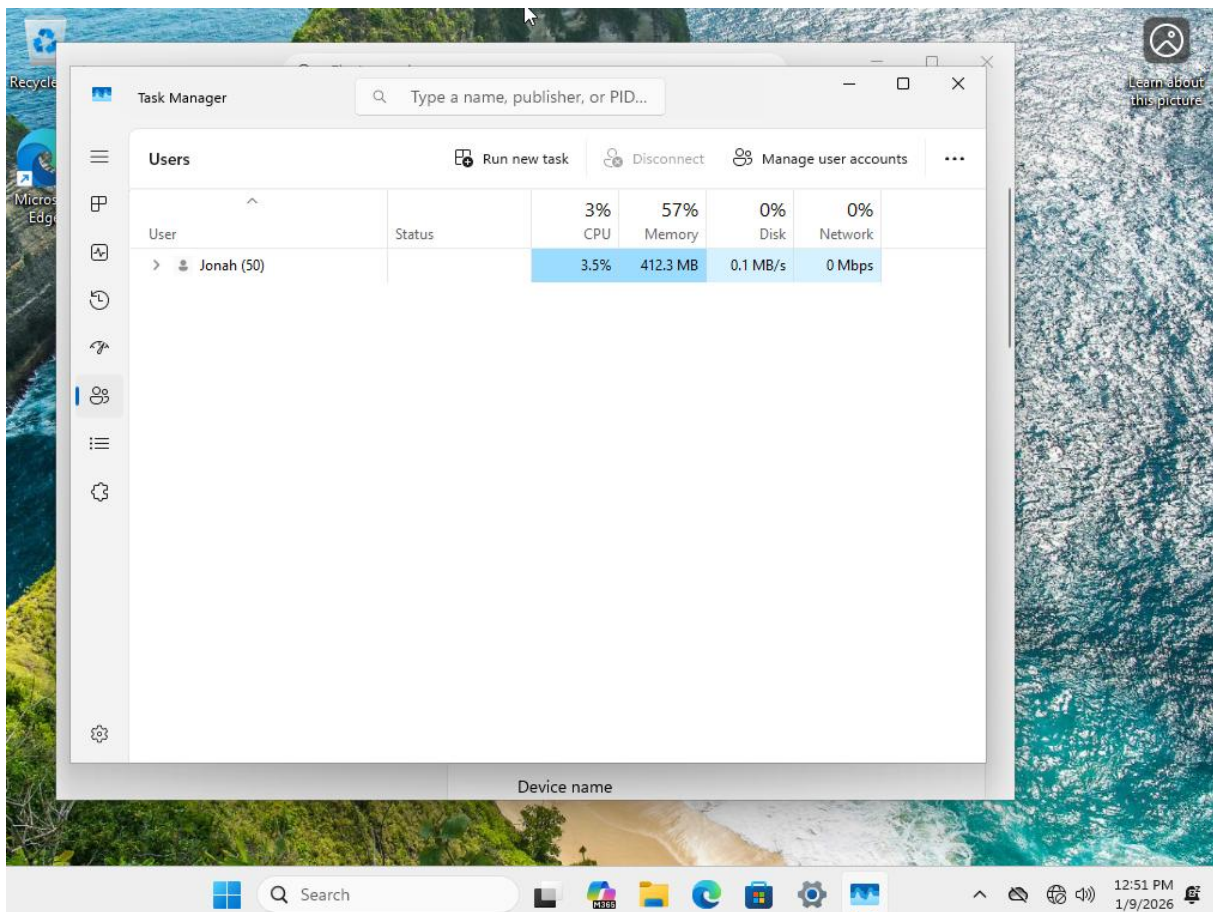 Recycle
Learn about
this picture
Micros
Edge
Task Manager
Type a name, publisher, or PID...
Users
Run new task
Disconnect
Manage user accounts
3%
57%
0%
0%
User
Status
CPU
Memory
Disk
Network
Jonah (50)
3.5%
412.3 MB
0.1 MB/s
0 Mbps
Device name
Search
M365
12:51 PM
1/9/2026